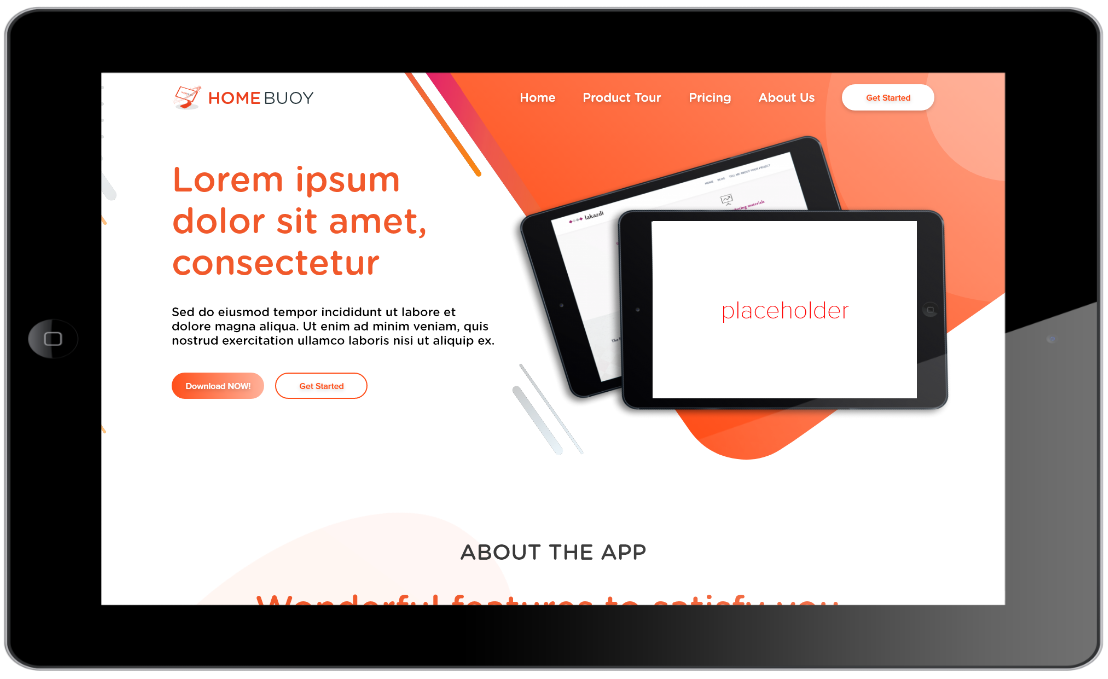 HOMEBUOY
Home
Product Tour
Pricing
About Us
Get Started
Lorem ipsum
dolor sit amet,
consectetur
Sed do eiusmod tempor incididunt ut labore et
dolore magna aliqua. Ut enim ad minim veniam, quis
nostrud exercitation ullamco laboris nisi ut aliquip ex.
Download NOW!
Get Started
takaedt
placeholder
ABOUT THE APP
Wonderful features to satisfy you